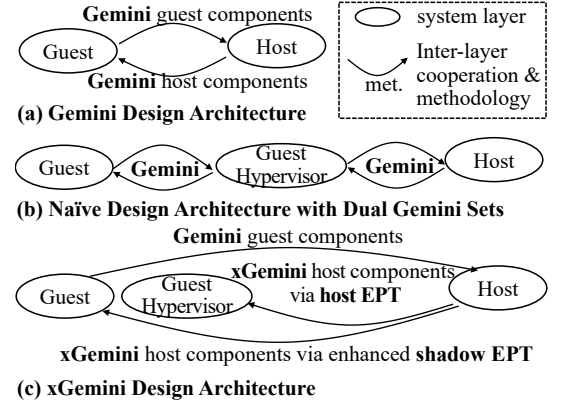 Gemini guest components
Guest
Host
Gemini host components
(a) Gemini Design Architecture
system layer
met.
Inter-layer
cooperation &
methodology
Guest
Gemini
Guest
Hypervisor
Gemini
Host
(b) Naïve Design Architecture with Dual Gemini Sets
Gemini guest components
Guest
Guest
Hypervisor
xGemini host components
via host EPT
Host
xGemini host components via enhanced shadow EPT
(c) xGemini Design Architecture